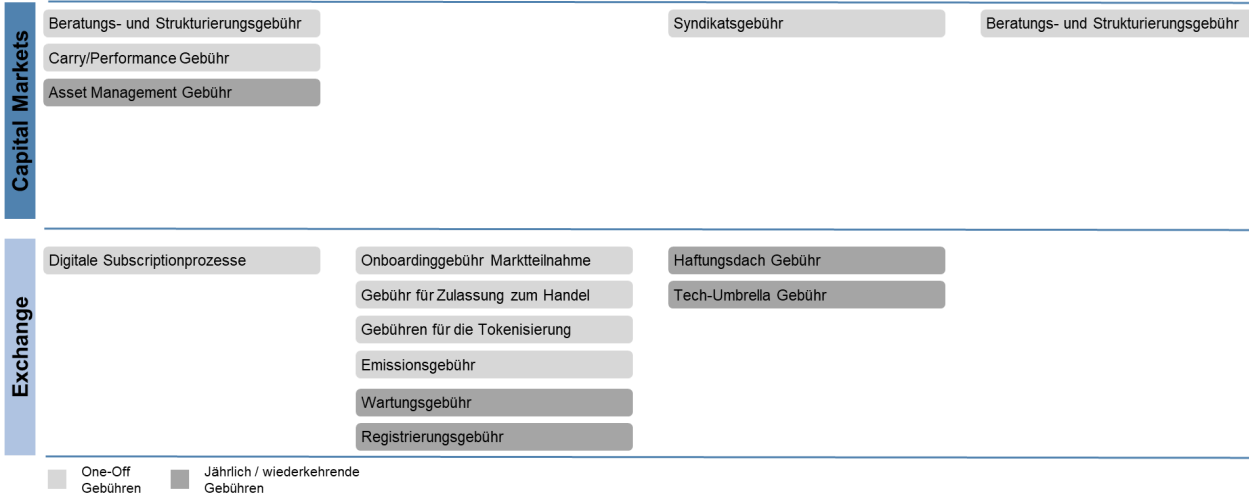 Capital Markets
Beratungs- und Strukturierungsgebühr
Syndikatsgebühr
Beratungs- und Strukturierungsgebühr
Carry/Performance Gebühr
Asset Management Gebühr
Exchange
Digitale Subscriptionprozesse
Onboardinggebühr Marktteilnahme
Haftungsdach Gebühr
Gebühr für Zulassung zum Handel
Tech-Umbrella Gebühr
Gebühren für die Tokenisierung
Emissionsgebühr
Wartungsgebühr
Registrierungsgebühr
One-Off
Gebühren
Jährlich / wiederkehrende
Gebühren